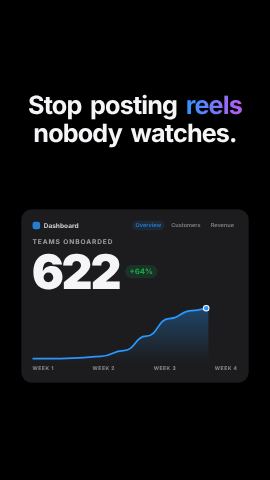 Stop posting reels
nobody watches.
Dashboard
Overview Customers Revenue
TEAMS ONBOARDED
622 +64%
WEEK 1 WEEK 2 WEEK 3 WEEK 4